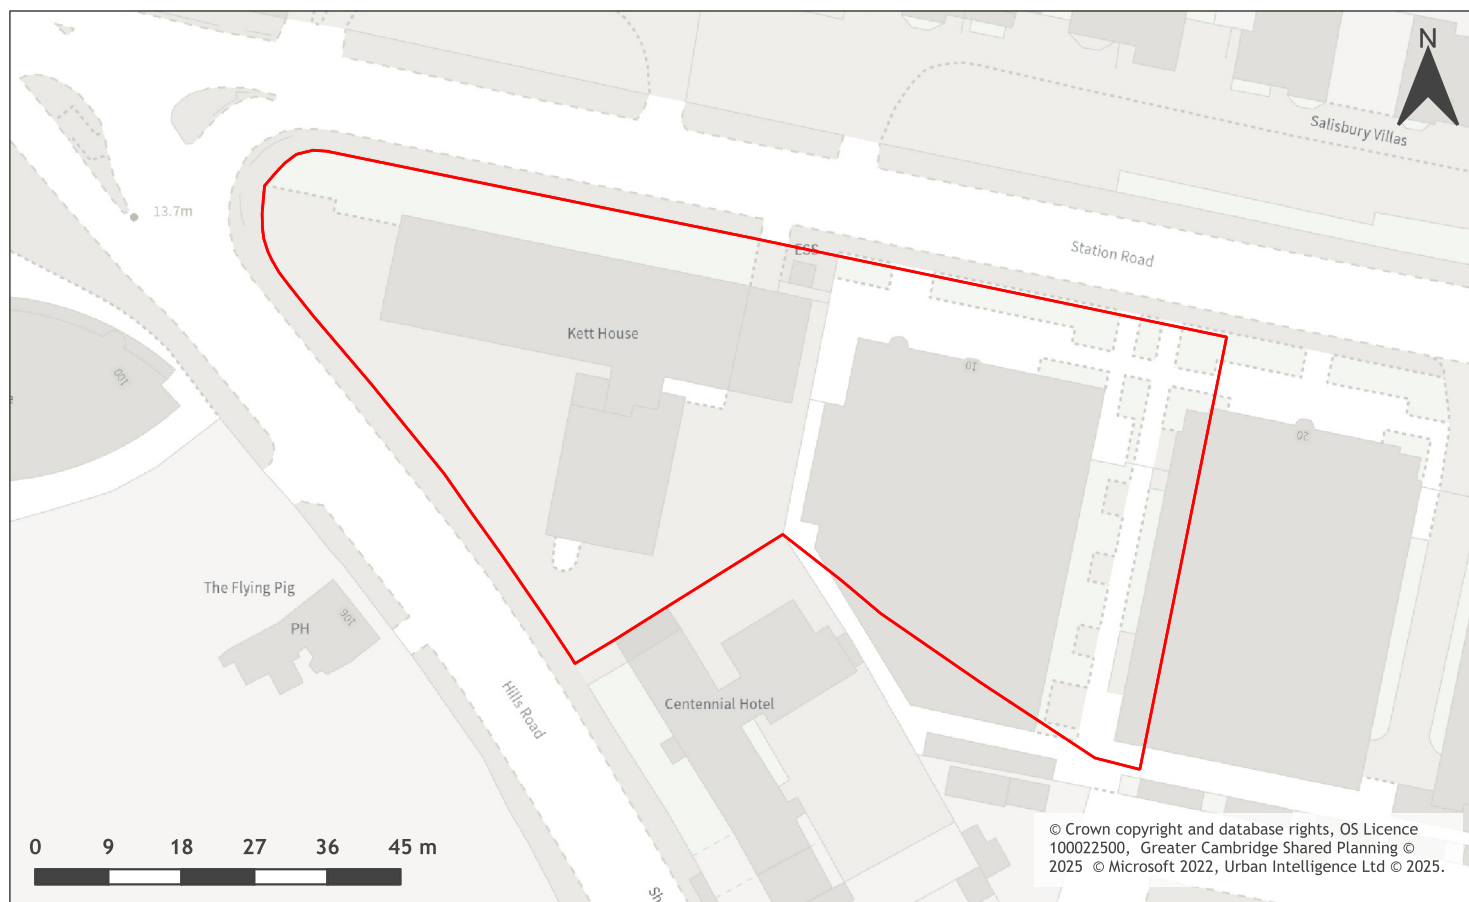 N
Salisbury Villas
13.7m
Station Road
ESS
Kett House
10
100
20
The Flying Pig
PH
106
Hills Road
Centennial Hotel
Sh
0 9 18 27 36 45 m
© Crown copyright and database rights, OS Licence
100022500, Greater Cambridge Shared Planning ©
2025 © Microsoft 2022, Urban Intelligence Ltd © 2025.